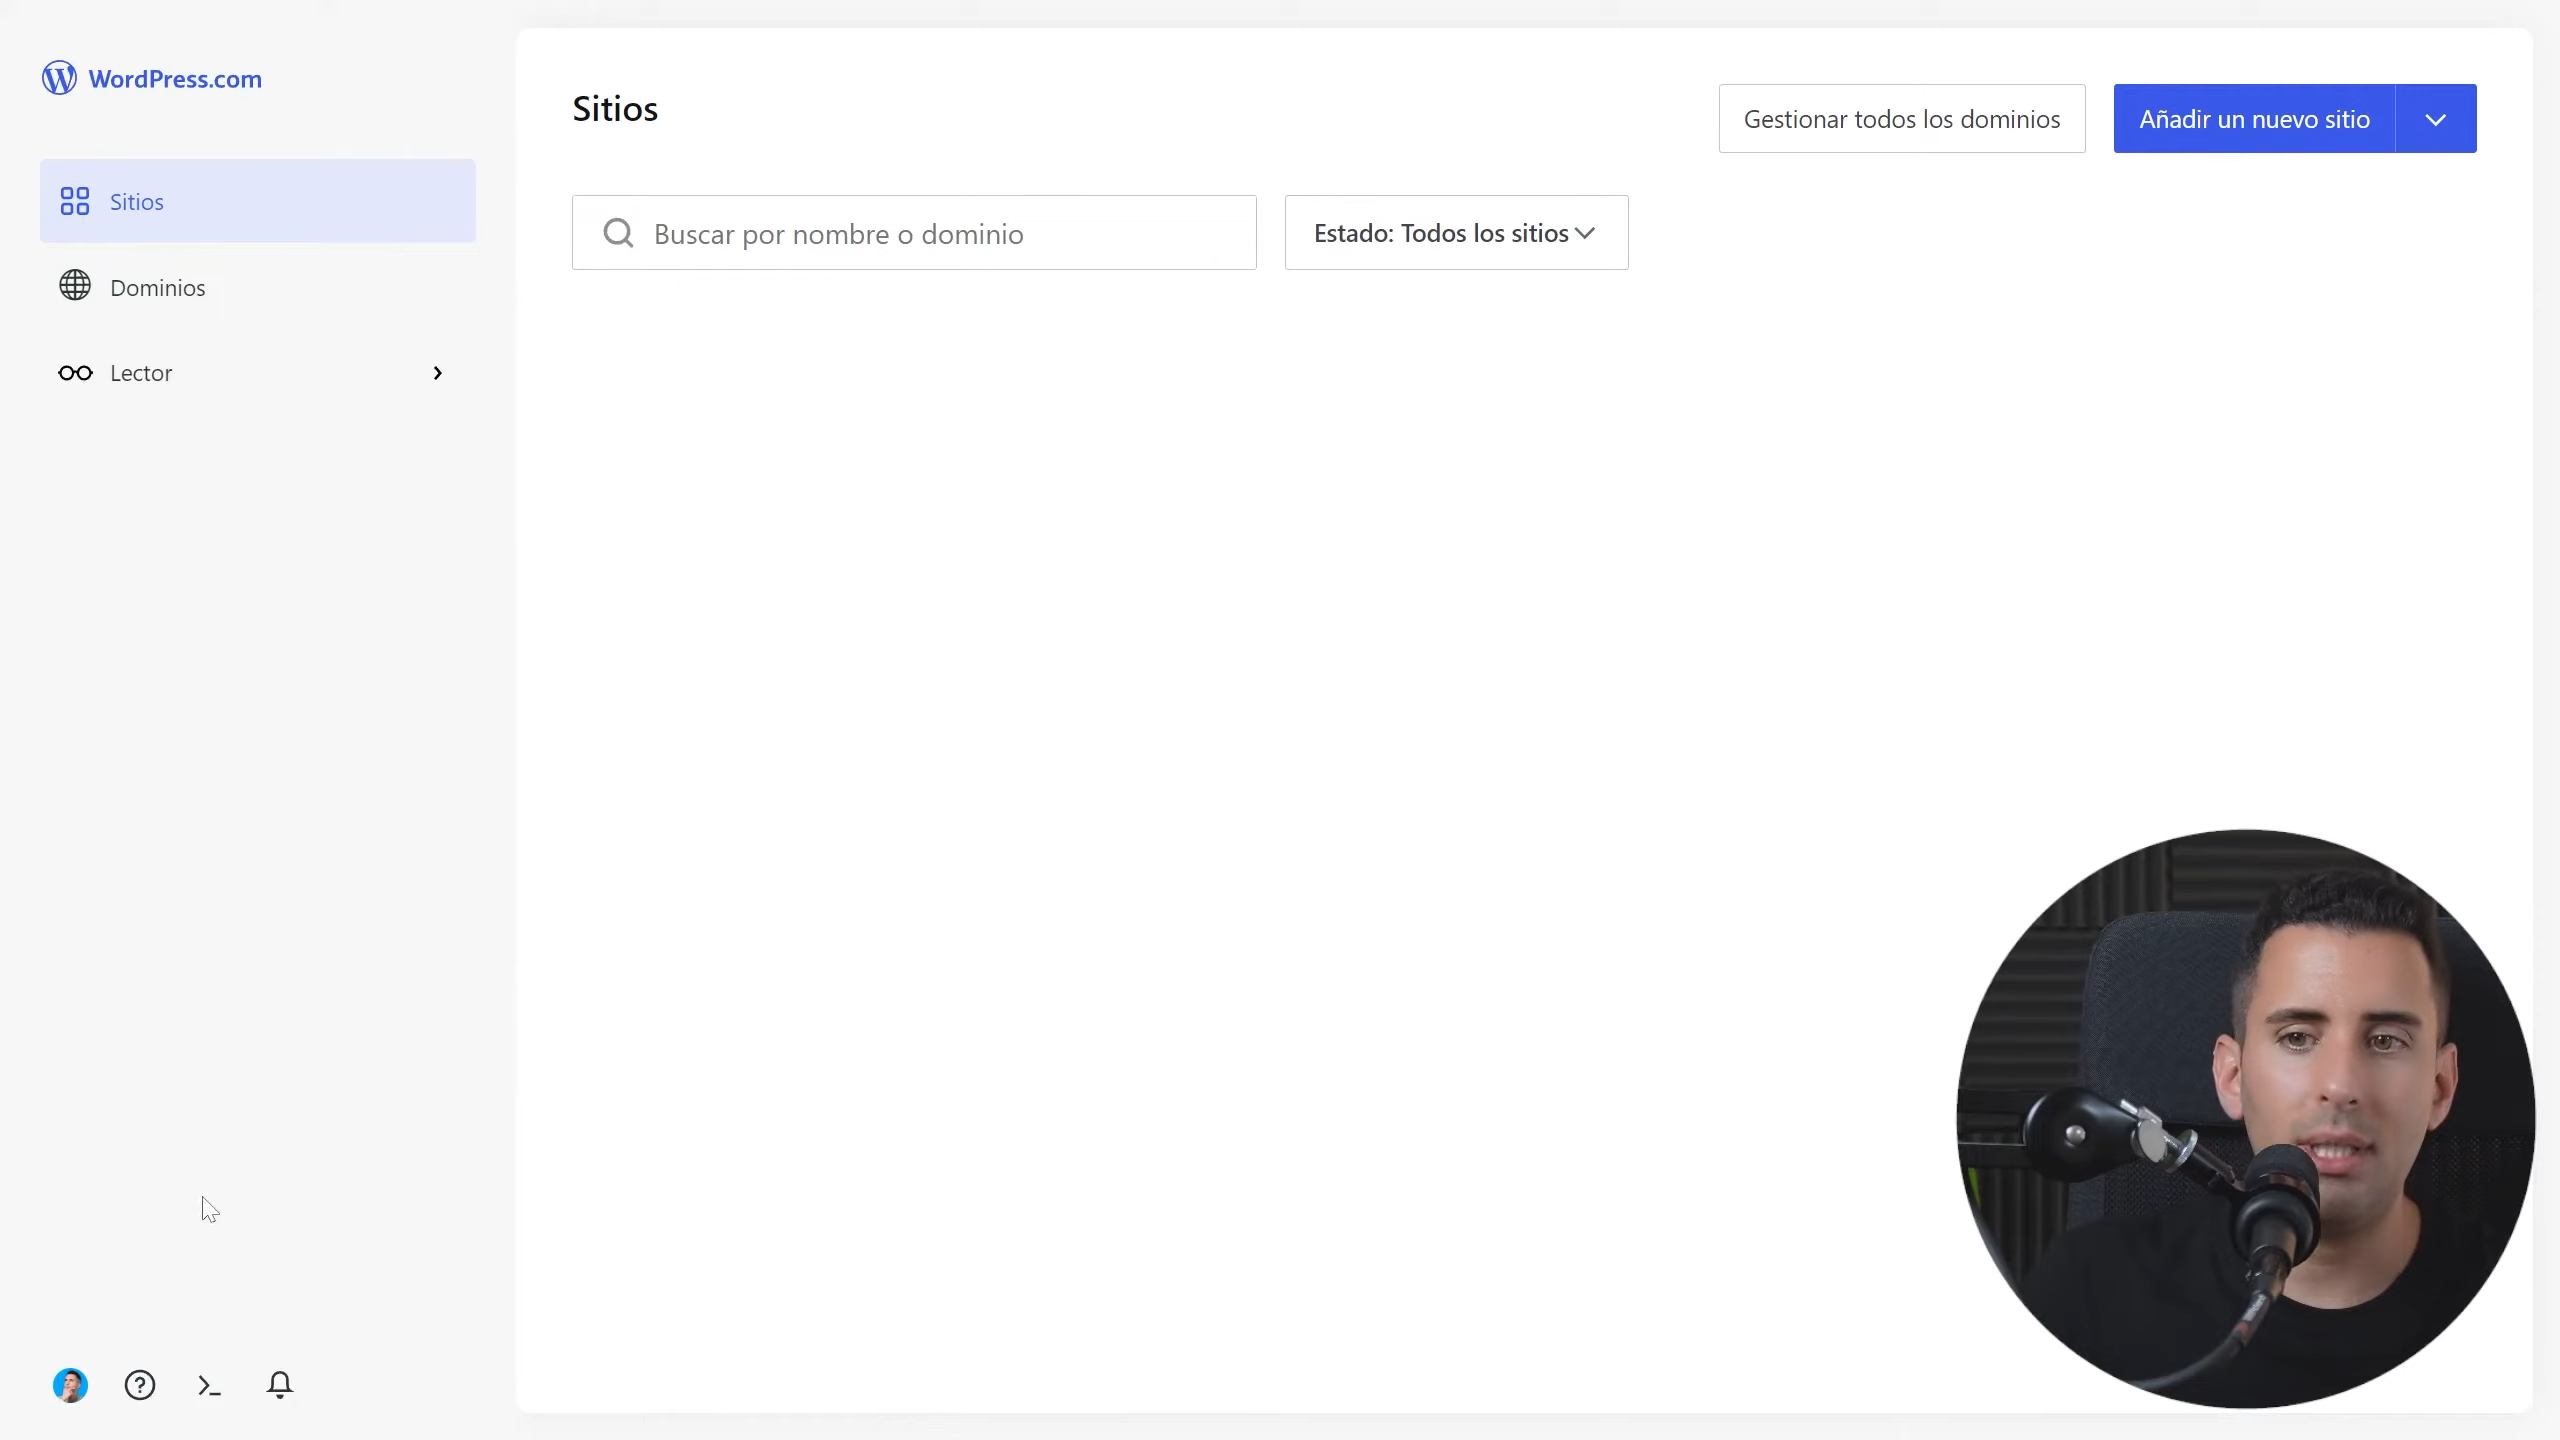 WordPress.com
Sitios
Dominios
Lector
Sitios
Gestionar todos los dominios
Añadir un nuevo sitio
Buscar por nombre o dominio
Estado: Todos los sitios